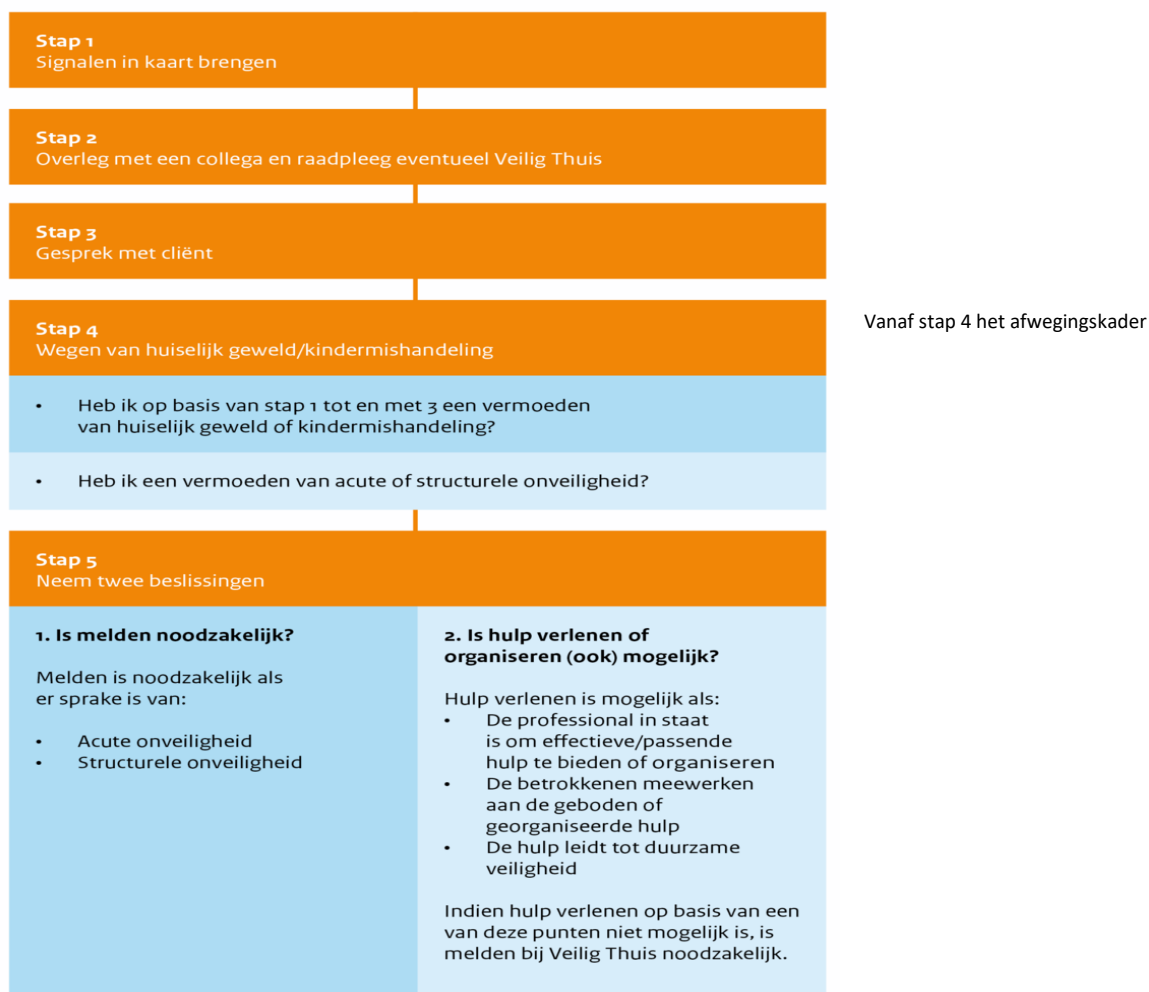 Stap 1
Signalen in kaart brengen
Stap 2
Overleg met een collega en raadpleeg eventueel Veilig Thuis
Stap 3
Gesprek met cliënt
Stap 4
Wegen van huiselijk geweld/kindermishandeling
Vanaf stap 4 het afwegingskader
• Heb ik op basis van stap 1 tot en met 3 een vermoeden
van huiselijk geweld of kindermishandeling?
• Heb ik een vermoeden van acute of structurele onveiligheid?
Stap 5
Neem twee beslissingen
1. Is melden noodzakelijk?
Melden is noodzakelijk als
er sprake is van:
• Acute onveiligheid
• Structurele onveiligheid
2. Is hulp verlenen of
organiseren (ook) mogelijk?
Hulp verlenen is mogelijk als:
• De professional in staat
is om effectieve/passende
hulp te bieden of organiseren
• De betrokkenen meewerken
aan de geboden of
georganiseerde hulp
• De hulp leidt tot duurzame
veiligheid
Indien hulp verlenen op basis van een
van deze punten niet mogelijk is, is
melden bij Veilig Thuis noodzakelijk.